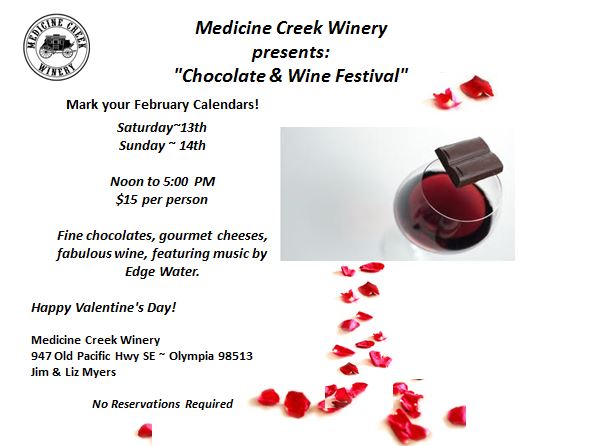 MEDICINE CREEK
WINERY
Medicine Creek Winery
presents:
"Chocolate & Wine Festival"
Mark your February Calendars!
Saturday~13th
Sunday ~ 14th
Noon to 5:00 PM
$15 per person
Fine chocolates, gourmet cheeses,
fabulous wine, featuring music by
Edge Water.
Happy Valentine's Day!
Medicine Creek Winery
947 Old Pacific Hwy SE ~ Olympia 98513
Jim & Liz Myers
No Reservations Required